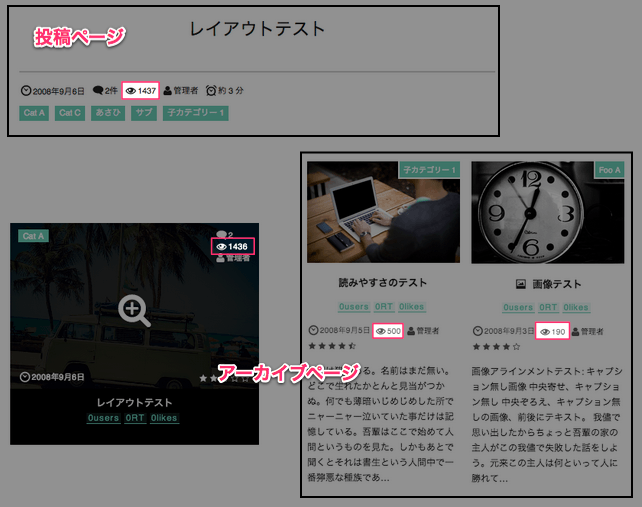 投稿ページ
レイアウトテスト
2008年9月6日 2件 1437 管理者 約 3 分
Cat A Cat C あさひ サブ 子カテゴリー 1
Cat A
2
1436
管理者
2008年9月6日
レイアウトテスト
0users 0RT 0likes
アーカイブページ
子カテゴリー 1
読みやすさのテスト
0users 0RT 0likes
2008年9月5日 500 管理者
る。名前はまだ無い。
どこで生れたかとんと見当がつか
ぬ。何でも薄暗いじめじめした所で
ニャーニャー泣いていた事だけは記
憶している。吾輩はここで始めて人
間というものを見た。しかもあとで
聞くとそれは書生という人間中で一
番獰悪な種族であ…
Foo A
画像テスト
0users 0RT 0likes
2008年9月3日 190 管理者
画像アラインメントテスト: キャプシ
ョン無し画像 中央寄せ、キャプショ
ン無し 中央ぞろえ、キャプション無
しの画像、前後にテキスト。 我儘で
思い出したからちょっと吾輩の家の
主人がこの我儘で失敗した話をしよ
う。元来この主人は何といって人に
勝れて…